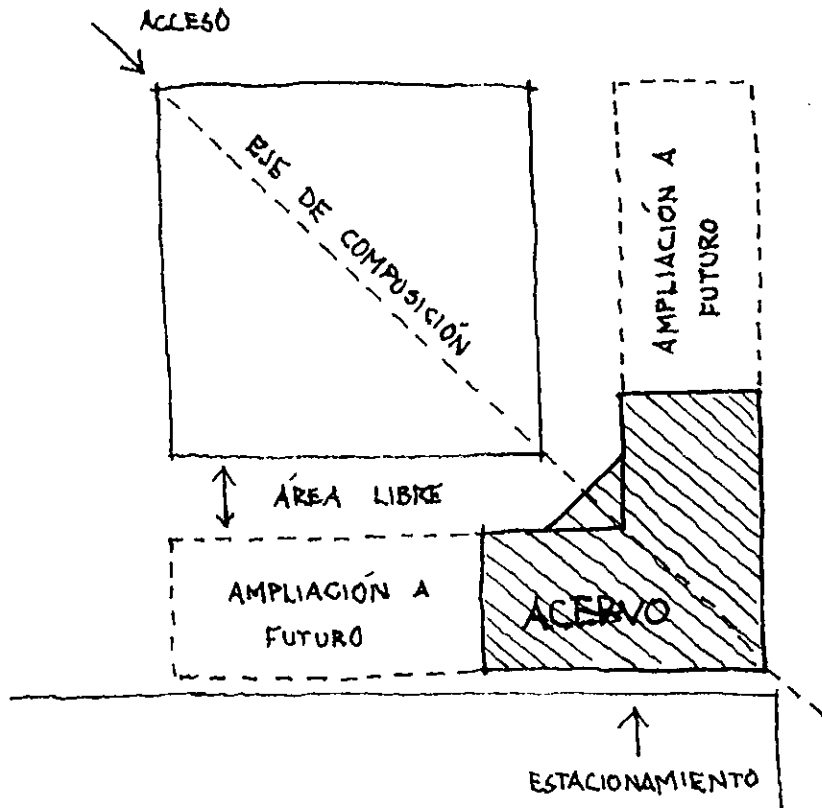 ACCESO
EJE DE COMPOSICIÓN
AMPLIACIÓN A
FUTURO
ÁREA LIBRE
AMPLIACIÓN A
FUTURO
ACERVO
ESTACIONAMIENTO